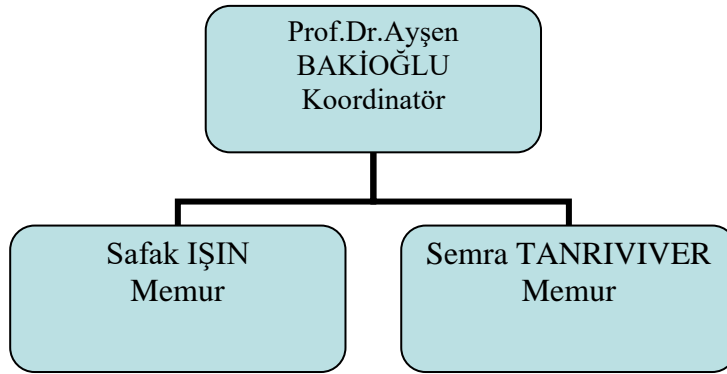 Prof.Dr.Ayşen
BAKİOĞLU
Koordinatör
Safak IŞIN
Memur
Semra TANRIVIVER
Memur